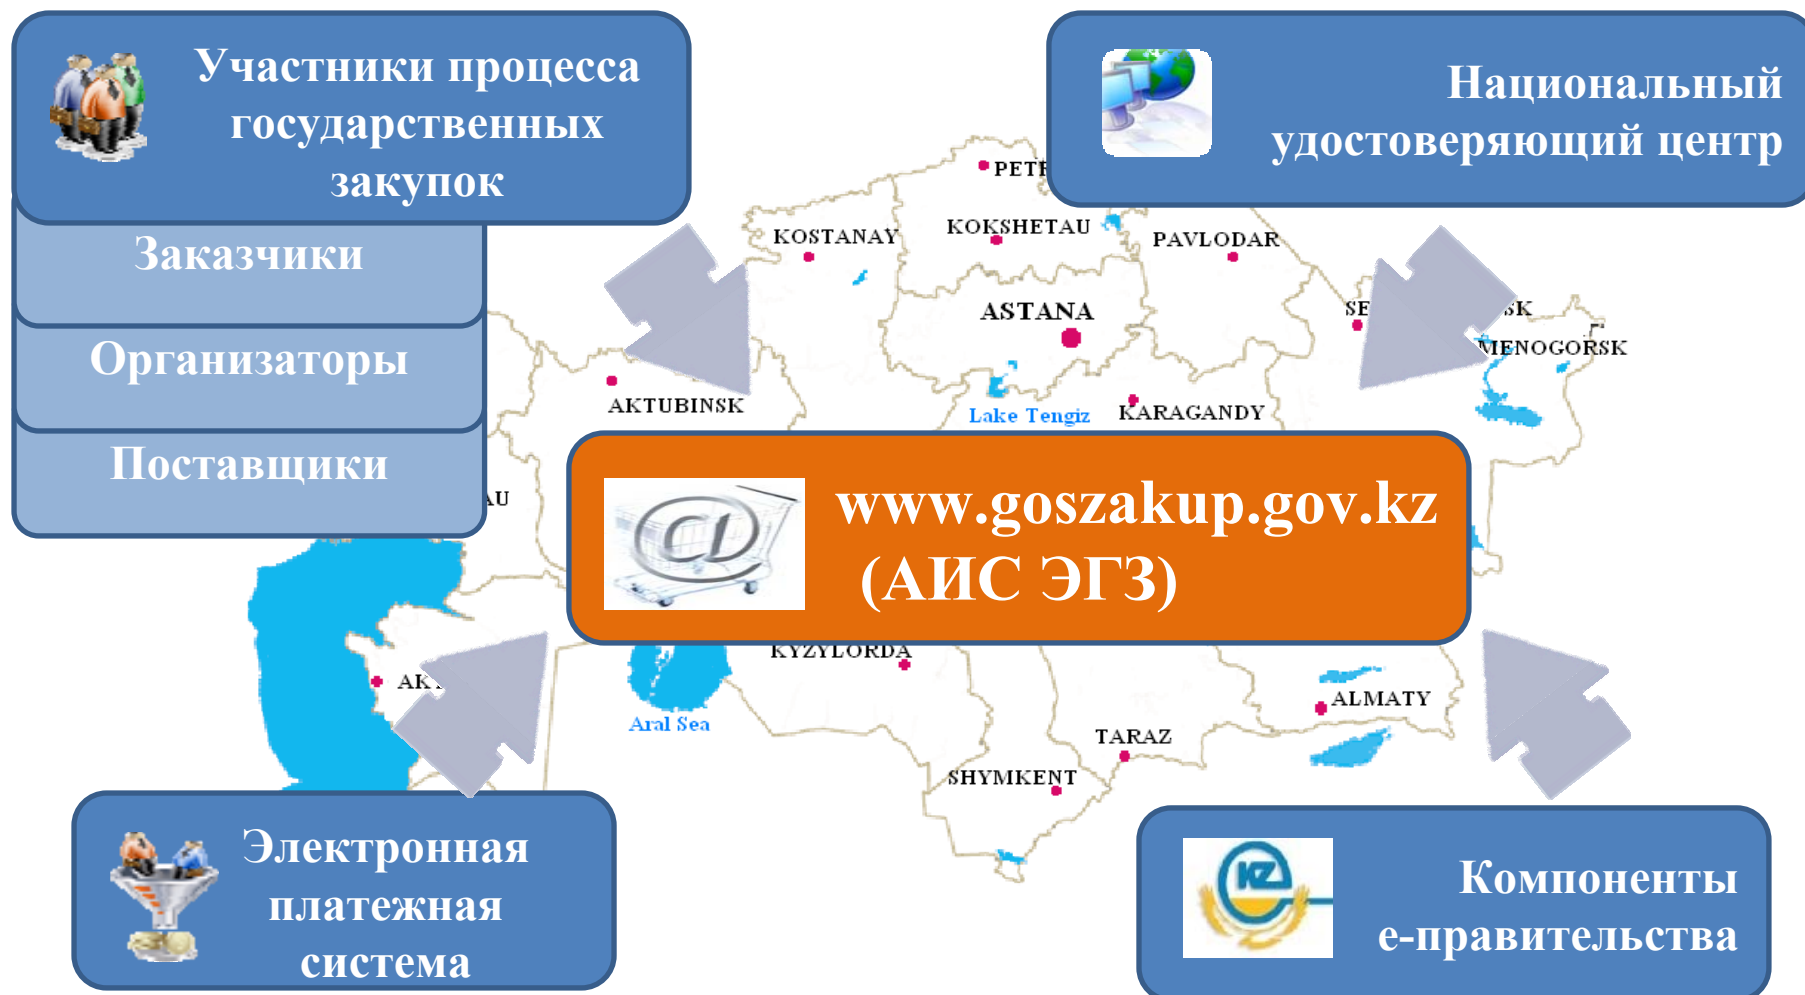 Участники процесса
государственных
закупок
Заказчики
Организаторы
Поставщики
Национальный
удостоверяющий центр
KOSTANAY
KOKSHETAU
PAVLODAR
ASTANA
MENOGORSK
AKTUBINSK
Lake Tengiz
KARAGANDY
www.goszakup.gov.kz
(АИС ЭГЗ)
KYZYLORDA
Aral Sea
ALMATY
TARAZ
SHYMKENT
Электронная
платежная
система
KZ
Компоненты
е-правительства